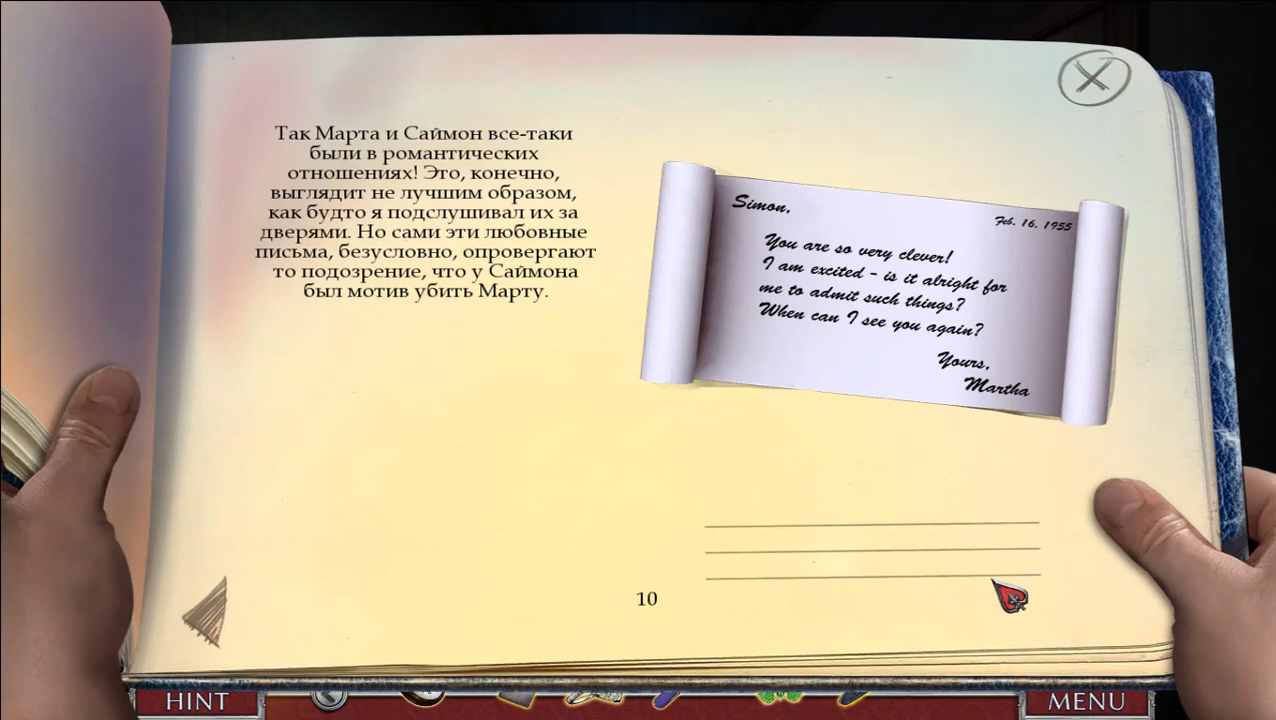 Так Марта и Саймон все-таки
были в романтических
отношениях! Это, конечно,
выглядит не лучшим образом,
как будто я подслушивал их за
дверями. Но сами эти любовные
письма, безусловно, опровергают
то подозрение, что у Саймона
был мотив убить Марту.
Simon,
Feb. 16. 1955
You are so very clever!
I am excited - is it alright for
me to admit such things?
When can I see you again?
Yours,
Martha
10
HINT
MENU